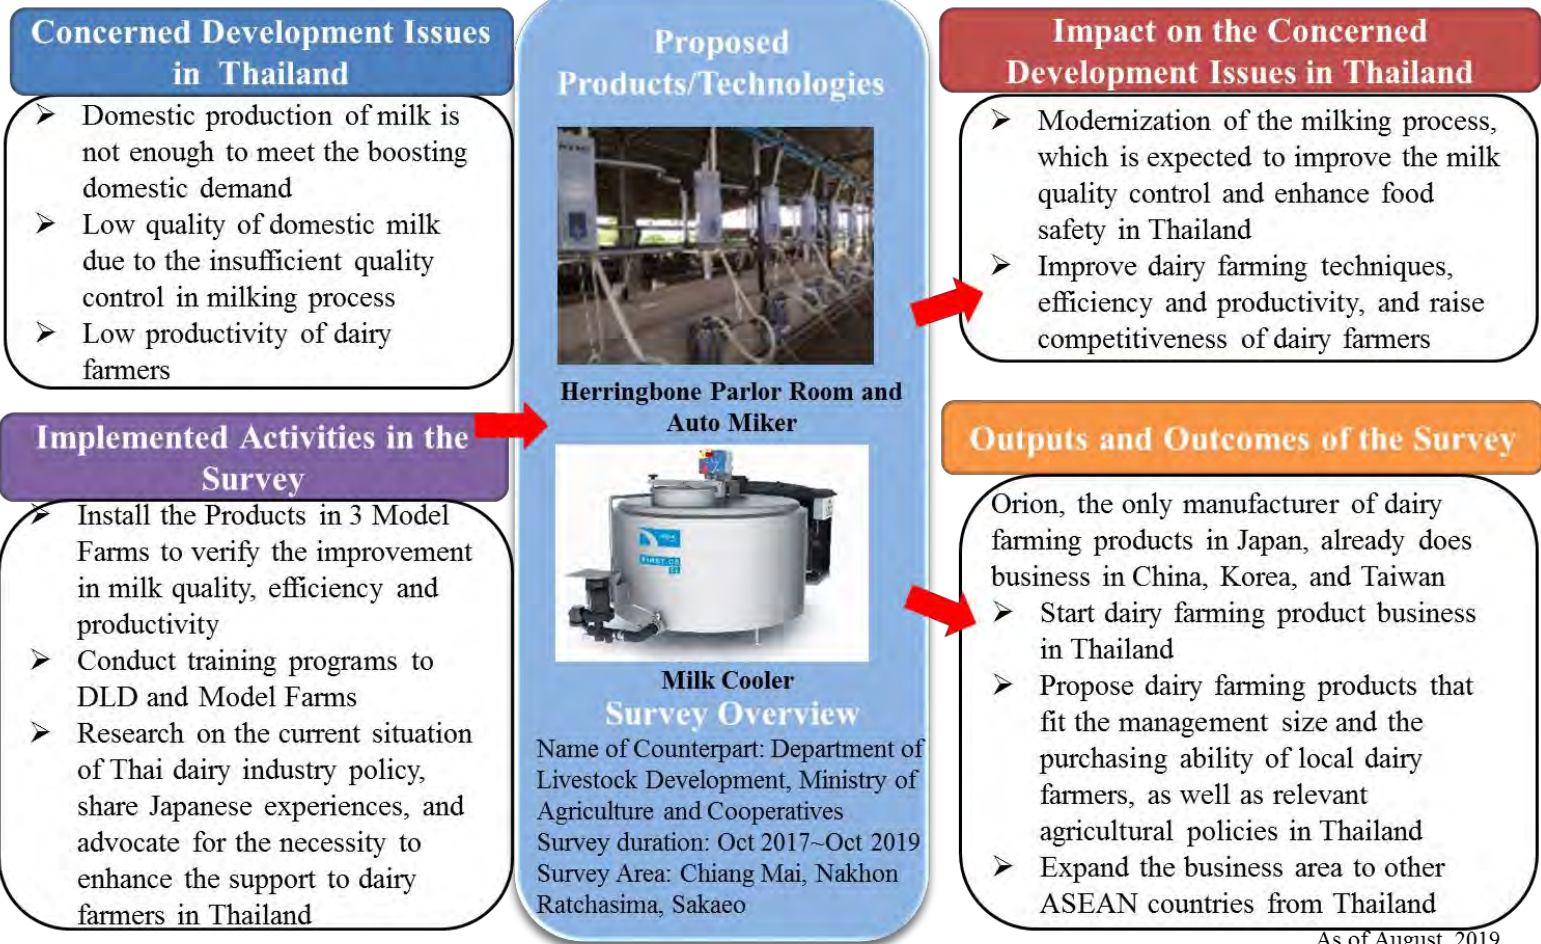 Concerned Development Issues
in Thailand
➢ Domestic production of milk is
not enough to meet the boosting
domestic demand
➢ Low quality of domestic milk
due to the insufficient quality
control in milking process
➢ Low productivity of dairy
farmers
Implemented Activities in the
Survey
➢ Install the Products in 3 Model
Farms to verify the improvement
in milk quality, efficiency and
productivity
➢ Conduct training programs to
DLD and Model Farms
➢ Research on the current situation
of Thai dairy industry policy,
share Japanese experiences, and
advocate for the necessity to
enhance the support to dairy
farmers in Thailand
Proposed
Products/Technologies
Herringbone Parlor Room and
Auto Miker
Milk Cooler
Survey Overview
Name of Counterpart: Department of
Livestock Development, Ministry of
Agriculture and Cooperatives
Survey duration: Oct 2017~Oct 2019
Survey Area: Chiang Mai, Nakhon
Ratchasima, Sakaeo
Impact on the Concerned
Development Issues in Thailand
➢ Modernization of the milking process,
which is expected to improve the milk
quality control and enhance food
safety in Thailand
➢ Improve dairy farming techniques,
efficiency and productivity, and raise
competitiveness of dairy farmers
Outputs and Outcomes of the Survey
Orion, the only manufacturer of dairy
farming products in Japan, already does
business in China, Korea, and Taiwan
➢ Start dairy farming product business
in Thailand
➢ Propose dairy farming products that
fit the management size and the
purchasing ability of local dairy
farmers, as well as relevant
agricultural policies in Thailand
➢ Expand the business area to other
ASEAN countries from Thailand
As of August, 2019